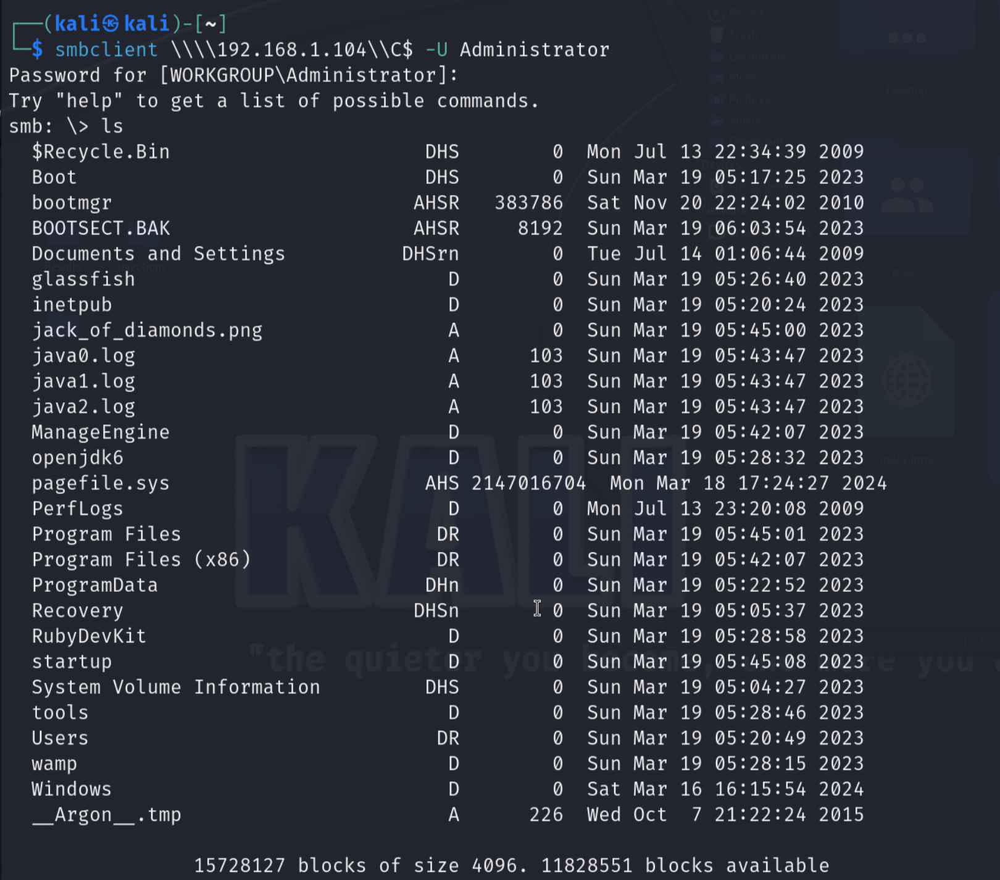 ┌──(kali㉿kali)-[~]
└─$ smbclient \\\\192.168.1.104\\C$ -U Administrator
Password for [WORKGROUP\Administrator]:
Try "help" to get a list of possible commands.
smb: \> ls
  $Recycle.Bin                      DHS        0  Mon Jul 13 22:34:39 2009
  Boot                              DHS        0  Sun Mar 19 05:17:25 2023
  bootmgr                          AHSR   383786  Sat Nov 20 22:24:02 2010
  BOOTSECT.BAK                     AHSR     8192  Sun Mar 19 06:03:54 2023
  Documents and Settings          DHSrn        0  Tue Jul 14 01:06:44 2009
  glassfish                           D        0  Sun Mar 19 05:26:40 2023
  inetpub                             D        0  Sun Mar 19 05:20:24 2023
  jack_of_diamonds.png                A        0  Sun Mar 19 05:45:00 2023
  java0.log                           A      103  Sun Mar 19 05:43:47 2023
  java1.log                           A      103  Sun Mar 19 05:43:47 2023
  java2.log                           A      103  Sun Mar 19 05:43:47 2023
  ManageEngine                        D        0  Sun Mar 19 05:42:07 2023
  openjdk6                            D        0  Sun Mar 19 05:28:32 2023
  pagefile.sys                      AHS 2147016704  Mon Mar 18 17:24:27 2024
  PerfLogs                            D        0  Mon Jul 13 23:20:08 2009
  Program Files                      DR        0  Sun Mar 19 05:45:01 2023
  Program Files (x86)                DR        0  Sun Mar 19 05:42:07 2023
  ProgramData                       DHn        0  Sun Mar 19 05:22:52 2023
  Recovery                         DHSn        0  Sun Mar 19 05:05:37 2023
  RubyDevKit                          D        0  Sun Mar 19 05:28:58 2023
  startup                             D        0  Sun Mar 19 05:45:08 2023
  System Volume Information         DHS        0  Sun Mar 19 05:04:27 2023
  tools                               D        0  Sun Mar 19 05:28:46 2023
  Users                              DR        0  Sun Mar 19 05:20:49 2023
  wamp                                D        0  Sun Mar 19 05:28:15 2023
  Windows                             D        0  Sat Mar 16 16:15:54 2024
  __Argon__.tmp                       A      226  Wed Oct  7 21:22:24 2015
15728127 blocks of size 4096. 11828551 blocks available
Recent
Trash
Documents
Music
Pictures
Videos
Desktop
Public
index.html
KALI
"the quieter you become,